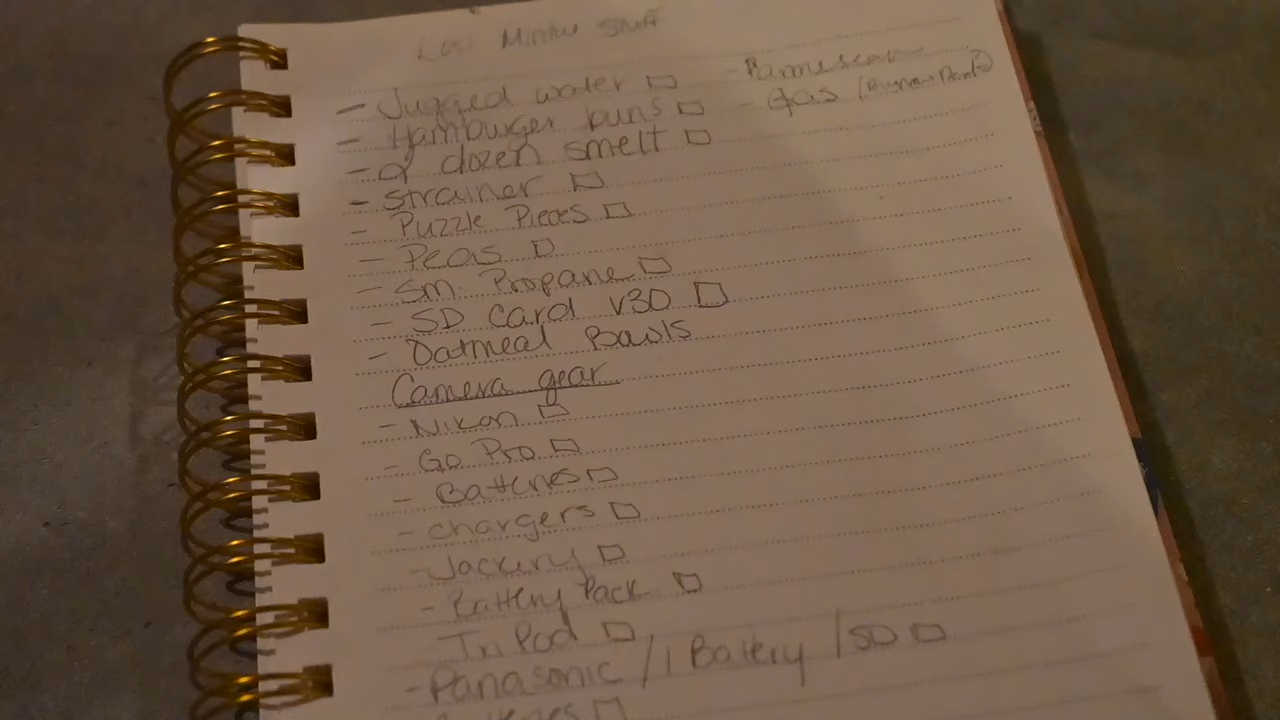 Last Minute Stuff
- Jugged water
- Hamburger buns
- 2 dozen smelt
- Strainer
- Puzzle Pieces
- Peas
- Sm Propane
- SD card V30
- Oatmeal Bowls
- Gas
Camera gear
- Nikon
- Go Pro
- Batteries
- chargers
- Jackery
- Battery Pack
- Tri Pod
- Panasonic / 1 Battery / SD